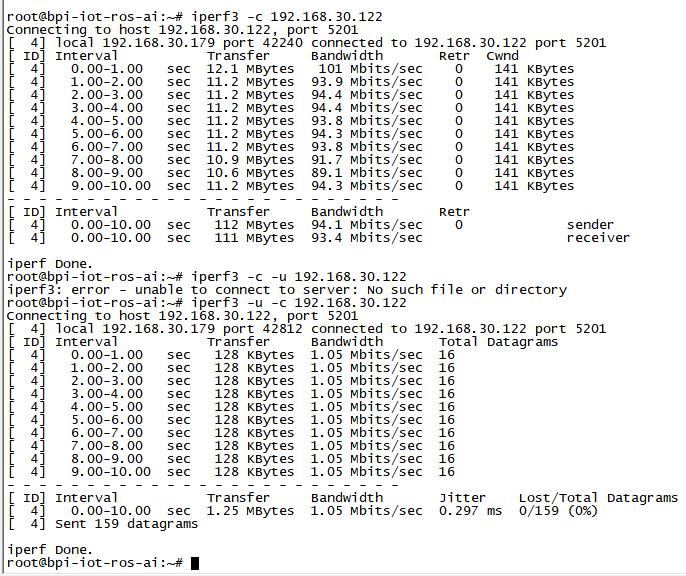 root@bpi-iot-ros-ai:~# iperf3 -c 192.168.30.122
Connecting to host 192.168.30.122, port 5201
[  4] local 192.168.30.179 port 42240 connected to 192.168.30.122 port 5201
[ ID] Interval           Transfer     Bandwidth       Retr  Cwnd
[  4]   0.00-1.00   sec  12.1 MBytes   101 Mbits/sec    0    141 KBytes
[  4]   1.00-2.00   sec  11.2 MBytes  93.9 Mbits/sec    0    141 KBytes
[  4]   2.00-3.00   sec  11.2 MBytes  94.4 Mbits/sec    0    141 KBytes
[  4]   3.00-4.00   sec  11.2 MBytes  94.4 Mbits/sec    0    141 KBytes
[  4]   4.00-5.00   sec  11.2 MBytes  93.8 Mbits/sec    0    141 KBytes
[  4]   5.00-6.00   sec  11.2 MBytes  94.3 Mbits/sec    0    141 KBytes
[  4]   6.00-7.00   sec  11.2 MBytes  93.8 Mbits/sec    0    141 KBytes
[  4]   7.00-8.00   sec  10.9 MBytes  91.7 Mbits/sec    0    141 KBytes
[  4]   8.00-9.00   sec  10.6 MBytes  89.1 Mbits/sec    0    141 KBytes
[  4]   9.00-10.00  sec  11.2 MBytes  94.3 Mbits/sec    0    141 KBytes
- - - - - - - - - - - - - - - - - - - - - - - - -
[ ID] Interval           Transfer     Bandwidth       Retr
[  4]   0.00-10.00  sec   112 MBytes  94.1 Mbits/sec    0             sender
[  4]   0.00-10.00  sec   111 MBytes  93.4 Mbits/sec                  receiver
iperf Done.
root@bpi-iot-ros-ai:~# iperf3 -c -u 192.168.30.122
iperf3: error - unable to connect to server: No such file or directory
root@bpi-iot-ros-ai:~# iperf3 -u -c 192.168.30.122
Connecting to host 192.168.30.122, port 5201
[  4] local 192.168.30.179 port 42812 connected to 192.168.30.122 port 5201
[ ID] Interval           Transfer     Bandwidth       Total Datagrams
[  4]   0.00-1.00   sec   128 KBytes  1.05 Mbits/sec  16
[  4]   1.00-2.00   sec   128 KBytes  1.05 Mbits/sec  16
[  4]   2.00-3.00   sec   128 KBytes  1.05 Mbits/sec  16
[  4]   3.00-4.00   sec   128 KBytes  1.05 Mbits/sec  16
[  4]   4.00-5.00   sec   128 KBytes  1.05 Mbits/sec  16
[  4]   5.00-6.00   sec   128 KBytes  1.05 Mbits/sec  16
[  4]   6.00-7.00   sec   128 KBytes  1.05 Mbits/sec  16
[  4]   7.00-8.00   sec   128 KBytes  1.05 Mbits/sec  16
[  4]   8.00-9.00   sec   128 KBytes  1.05 Mbits/sec  16
[  4]   9.00-10.00  sec   128 KBytes  1.05 Mbits/sec  16
- - - - - - - - - - - - - - - - - - - - - - - - -
[ ID] Interval           Transfer     Bandwidth       Jitter    Lost/Total Datagrams
[  4]   0.00-10.00  sec  1.25 MBytes  1.05 Mbits/sec  0.297 ms  0/159 (0%)
[  4] Sent 159 datagrams
iperf Done.
root@bpi-iot-ros-ai:~#